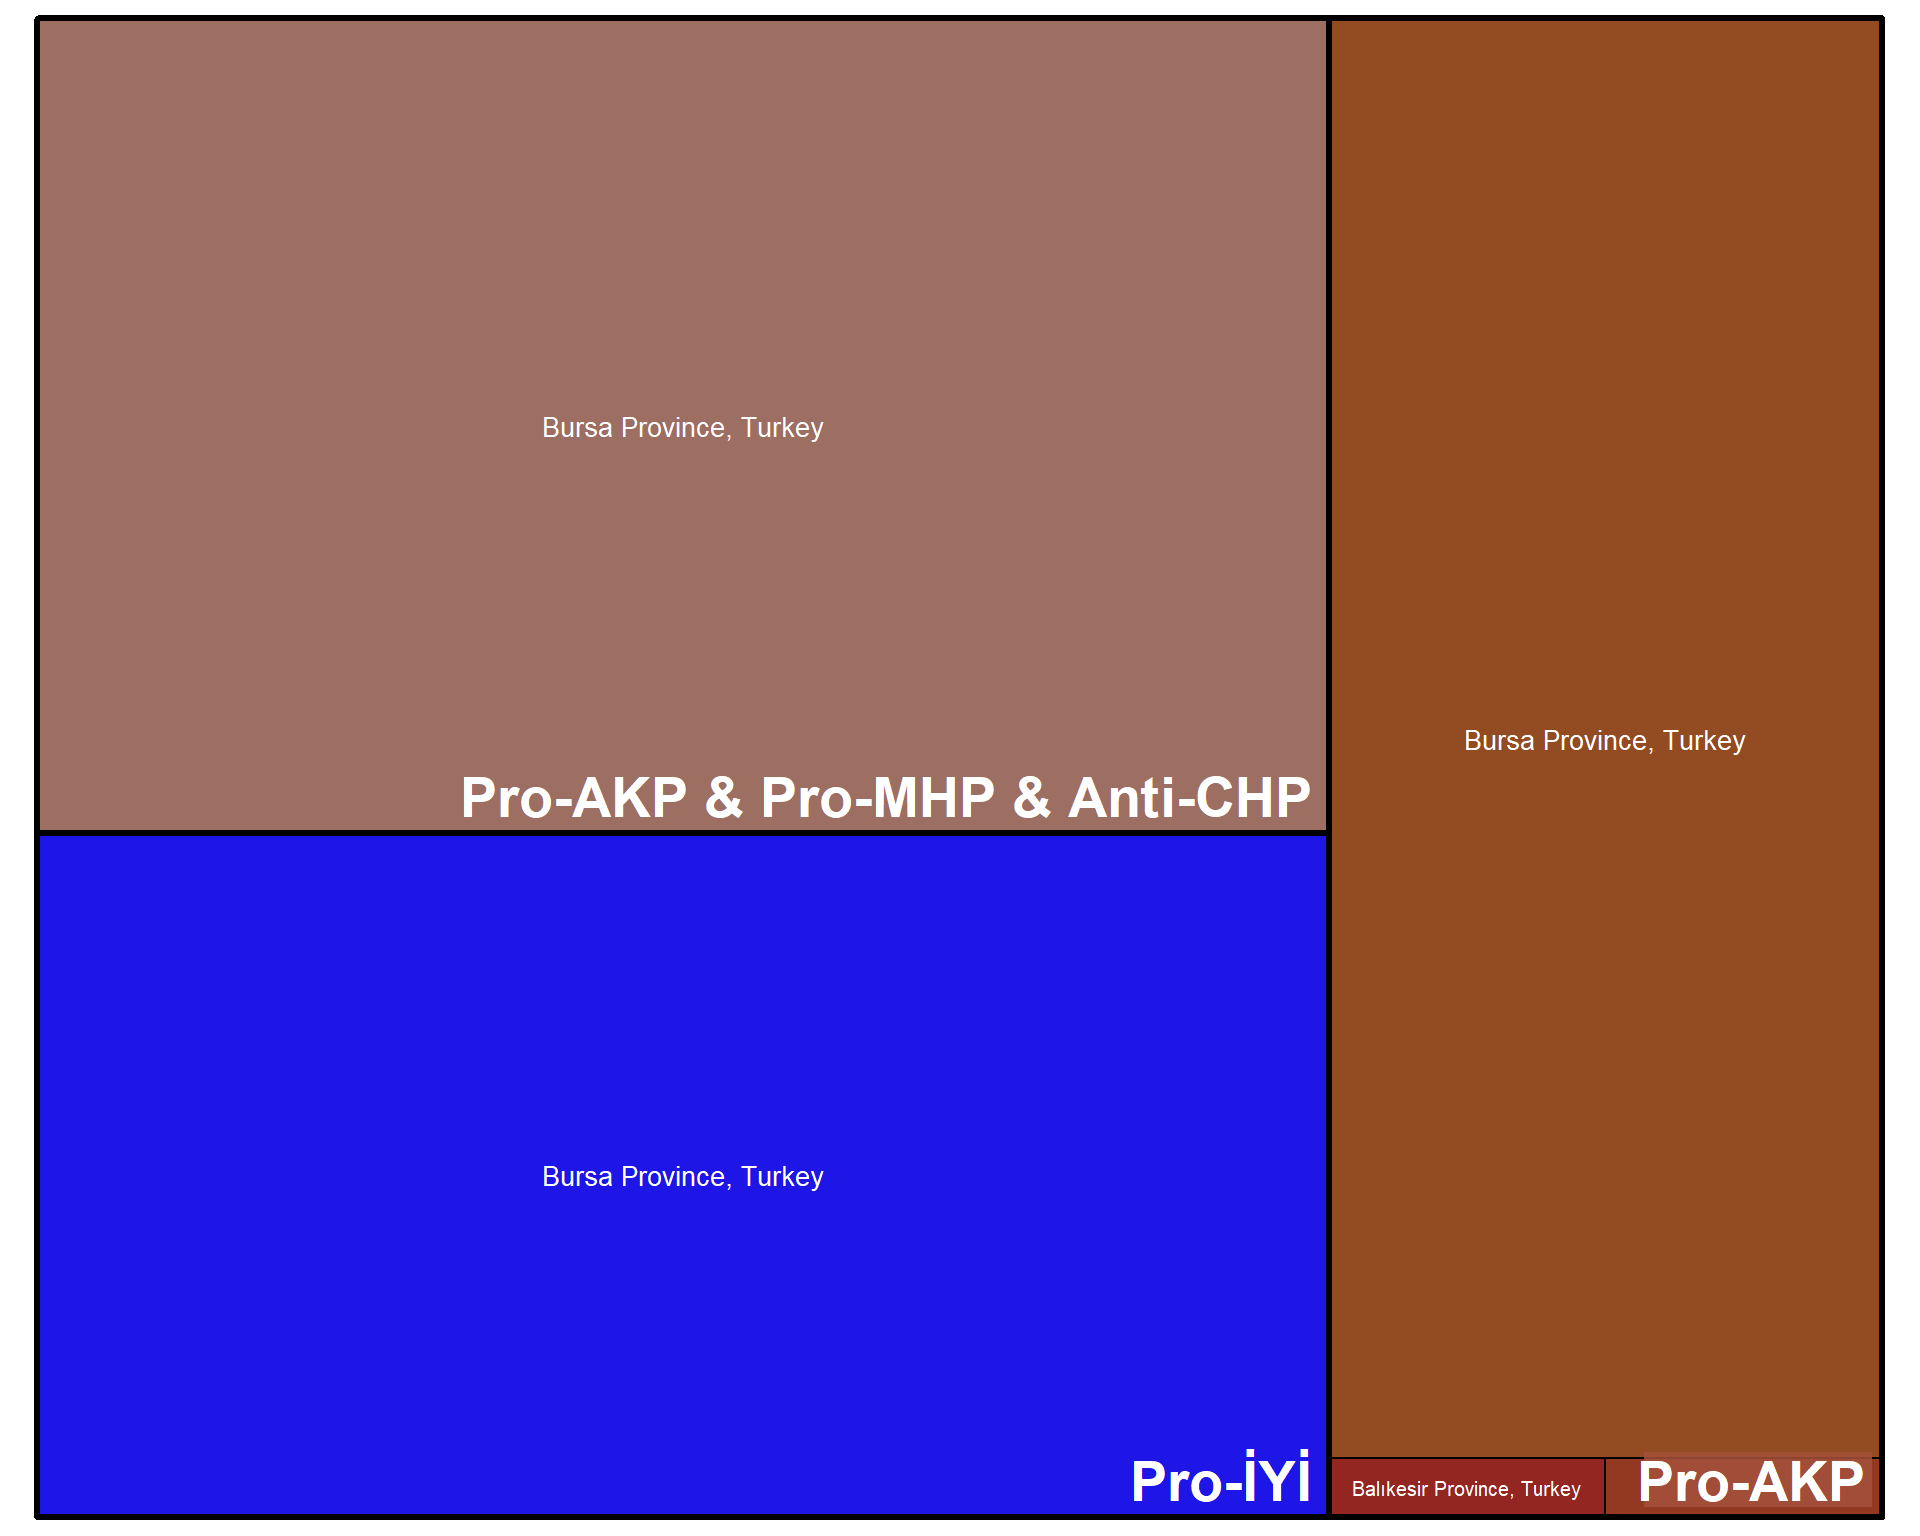 Bursa Province, Turkey
Pro-AKP & Pro-MHP & Anti-CHP
Bursa Province, Turkey
Pro-İYİ
Bursa Province, Turkey
Balıkesir Province, Turkey
Pro-AKP